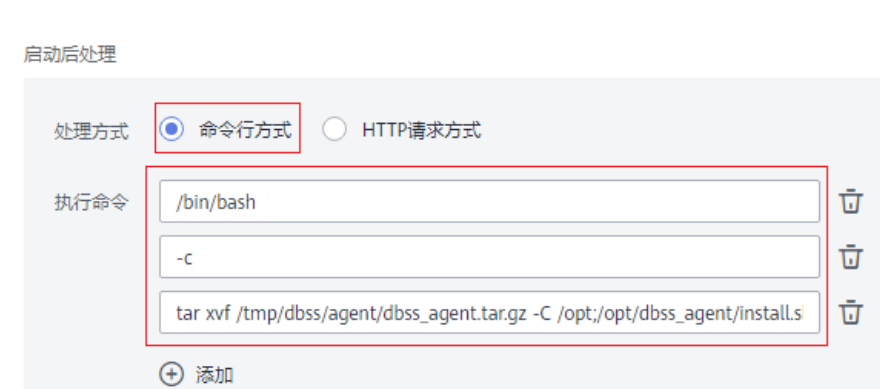 启动后处理
处理方式 命令行方式 HTTP请求方式
执行命令 /bin/bash
-c
tar xvf /tmp/dbss/agent/dbss_agent.tar.gz -C /opt;/opt/dbss_agent/install.s
添加